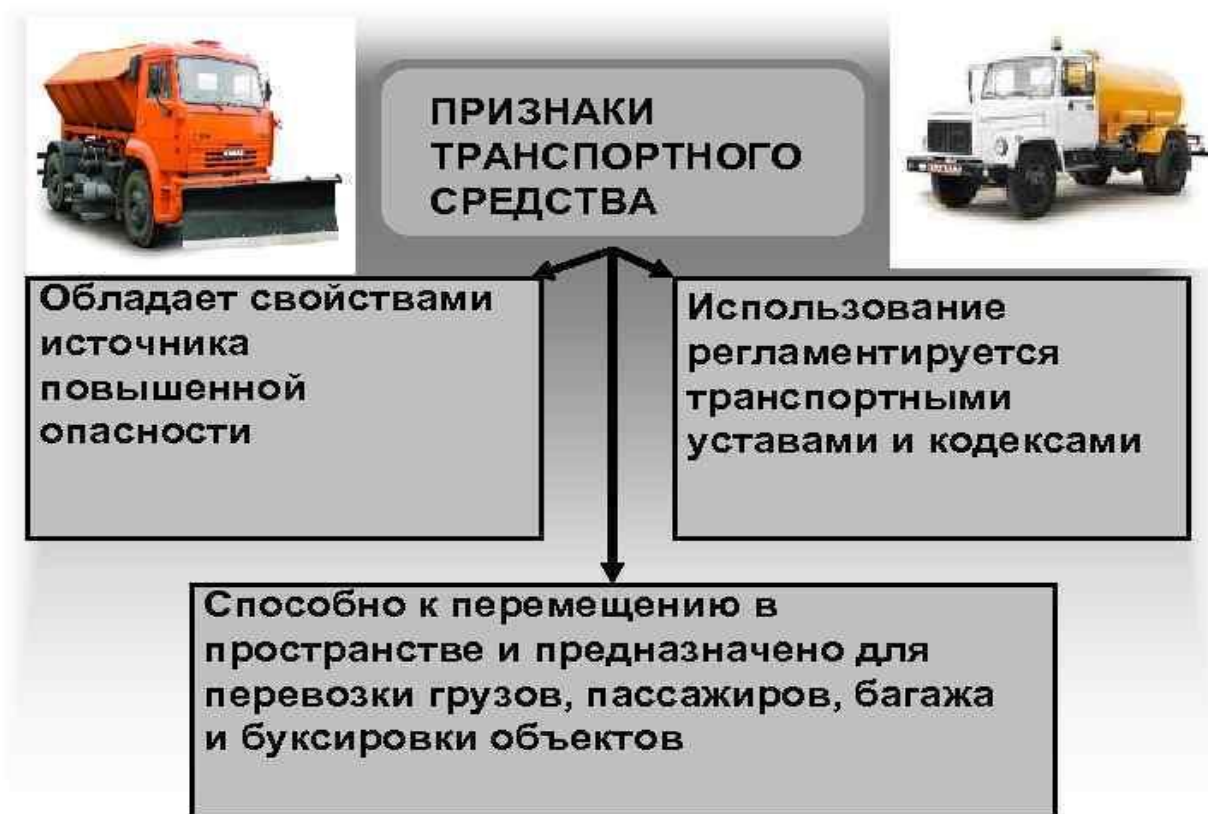 ПРИЗНАКИ
ТРАНСПОРТНОГО
СРЕДСТВА
Обладает свойствами
источника
повышенной
опасности
Использование
регламентируется
транспортными
уставами и кодексами
Способно к перемещению в
пространстве и предназначено для
перевозки грузов, пассажиров, багажа
и буксировки объектов